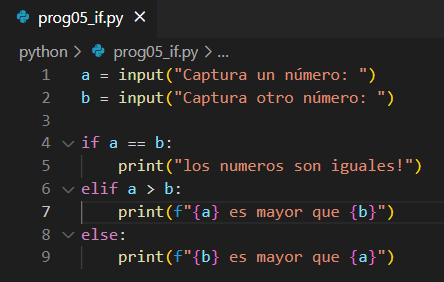 prog05_if.py ×
python > prog05_if.py > ...
1 a = input("Captura un número: ")
2 b = input("Captura otro número: ")
3
4 if a == b:
5     print("los numeros son iguales!")
6 elif a > b:
7     print(f"{a} es mayor que {b}")
8 else:
9     print(f"{b} es mayor que {a}")